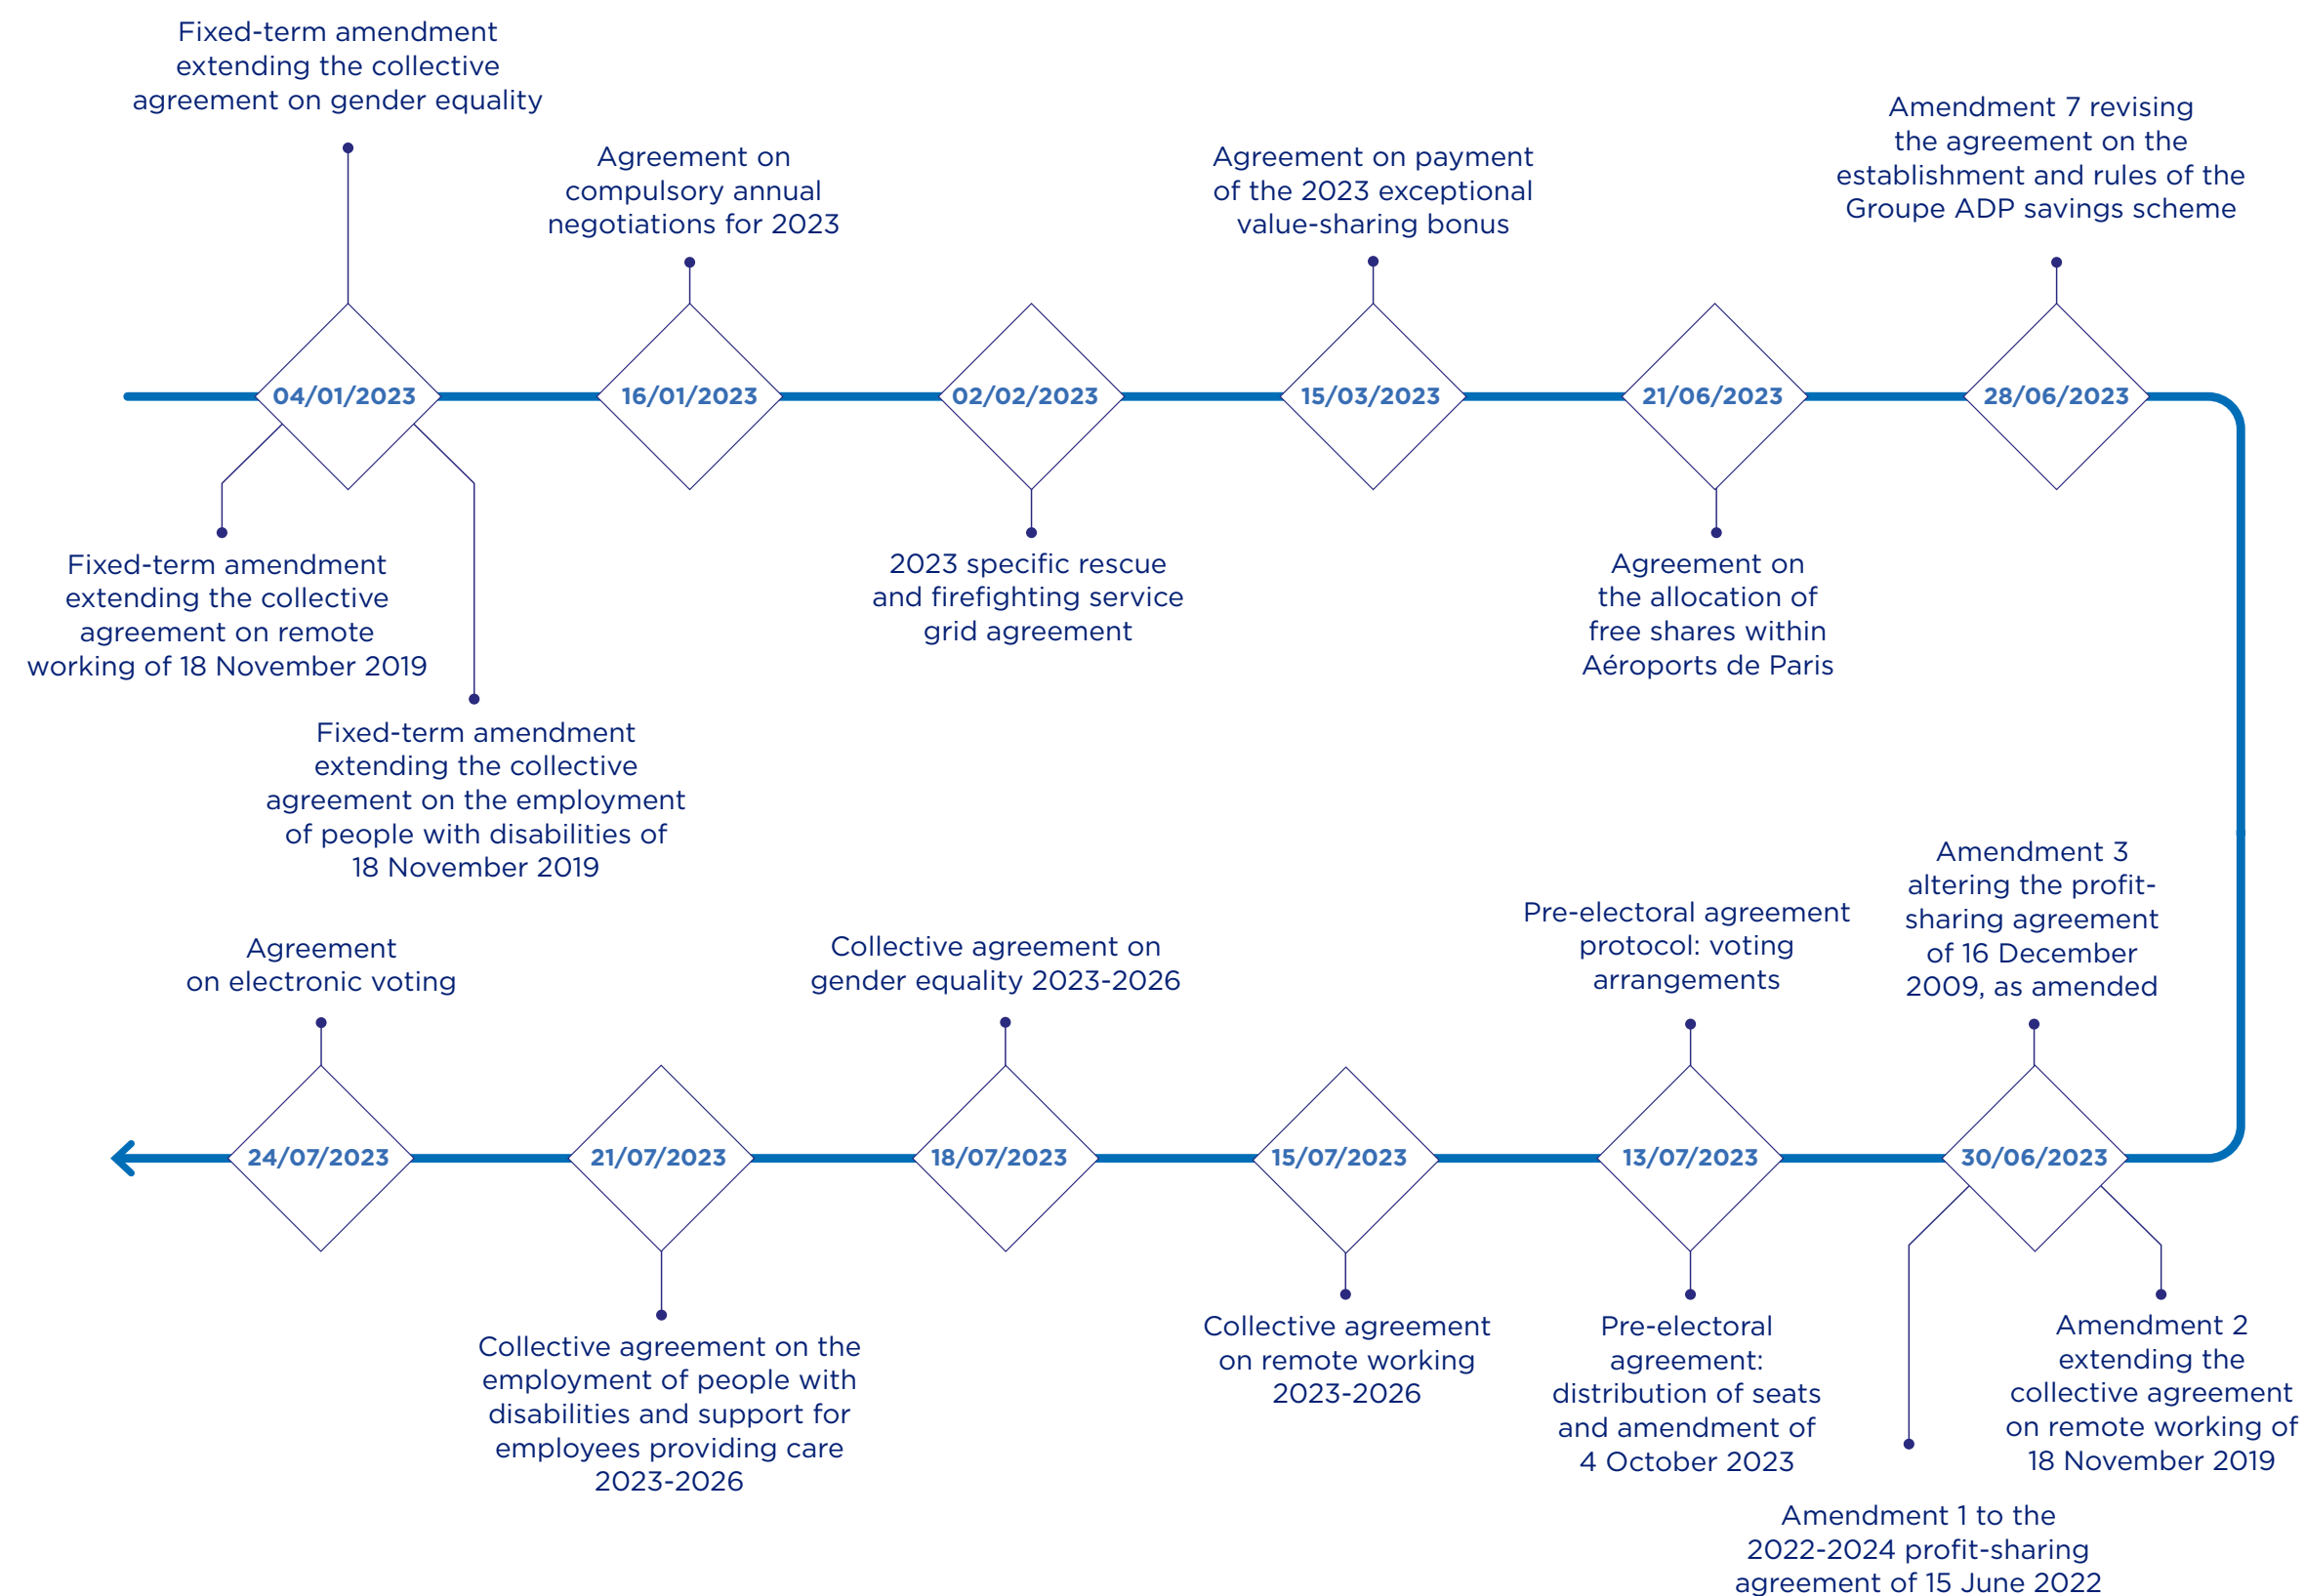 Fixed-term amendment
extending the collective
agreement on gender equality
Agreement on
compulsory annual
negotiations for 2023
Agreement on payment
of the 2023 exceptional
value-sharing bonus
Amendment 7 revising
the agreement on the
establishment and rules of the
Groupe ADP savings scheme
04/01/2023
16/01/2023
02/02/2023
15/03/2023
21/06/2023
28/06/2023
Fixed-term amendment
extending the collective
agreement on remote
working of 18 November 2019
Fixed-term amendment
extending the collective
agreement on the employment
of people with disabilities of
18 November 2019
2023 specific rescue
and firefighting service
grid agreement
Agreement on
the allocation of
free shares within
Aéroports de Paris
Amendment 3
altering the profit-
sharing agreement
of 16 December
2009, as amended
Pre-electoral agreement
protocol: voting
arrangements
Collective agreement on
gender equality 2023-2026
Agreement
on electronic voting
24/07/2023
21/07/2023
18/07/2023
15/07/2023
13/07/2023
30/06/2023
Collective agreement on the
employment of people with
disabilities and support for
employees providing care
2023-2026
Collective agreement
on remote working
2023-2026
Pre-electoral
agreement:
distribution of seats
and amendment of
4 October 2023
Amendment 2
extending the
collective agreement
on remote working of
18 November 2019
Amendment 1 to the
2022-2024 profit-sharing
agreement of 15 June 2022